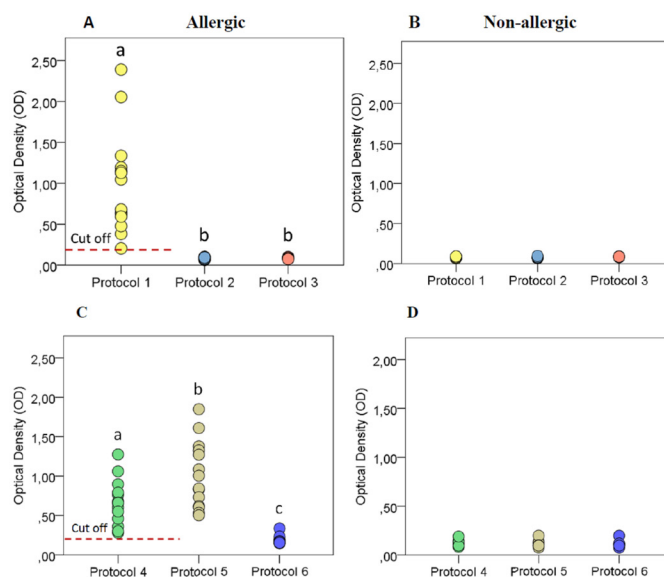 A Allergic
a
2,50
2,00
1,50
1,00
,50
,00
Optical Density (OD)
Cut off
b b
Protocol 1 Protocol 2 Protocol 3
B Non-allergic
2,50
2,00
1,50
1,00
,50
,00
Optical Density (OD)
Protocol 1 Protocol 2 Protocol 3
C
2,50
2,00
1,50
1,00
,50
,00
Optical Density (OD)
b
a
c
Cut off
Protocol 4 Protocol 5 Protocol 6
D
2,00
1,50
1,00
,50
,00
Optical Density (OD)
Protocol 4 Protocol 5 Protocol 6